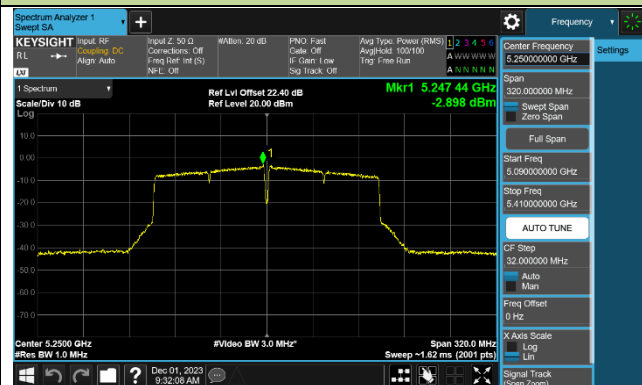 Spectrum Analyzer 1
Swept SA
Frequency
KEYSIGHT
RL
LXI
Input: RF
Coupling: DC
Align: Auto
Input Z: 50 Ω
Corrections: Off
Freq Ref: Int (S)
NFE: Off
#Atten: 20 dB
PNO: Fast
Gate: Off
IF Gain: Low
Sig Track: Off
Avg Type: Power (RMS)
Avg|Hold: 100/100
Trig: Free Run
1 2 3 4 5 6
A W W W W W
A N N N N N
1 Spectrum
Scale/Div 10 dB
Log
Ref Lvl Offset 22.40 dB
Ref Level 20.00 dBm
Mkr1 5.247 44 GHz
-2.898 dBm
10.0
0.00
-10.0
-20.0
-30.0
-40.0
-50.0
-60.0
-70.0
1
Center 5.2500 GHz
#Res BW 1.0 MHz
#Video BW 3.0 MHz*
Span 320.0 MHz
Sweep ~1.62 ms (2001 pts)
Center Frequency
5.250000000 GHz
Settings
Span
320.000000 MHz
Swept Span
Zero Span
Full Span
Start Freq
5.090000000 GHz
Stop Freq
5.410000000 GHz
AUTO TUNE
CF Step
32.000000 MHz
Auto
Man
Freq Offset
0 Hz
X Axis Scale
Log
Lin
Signal Track
(Span Zoom)
Dec 01, 2023
9:32:08 AM